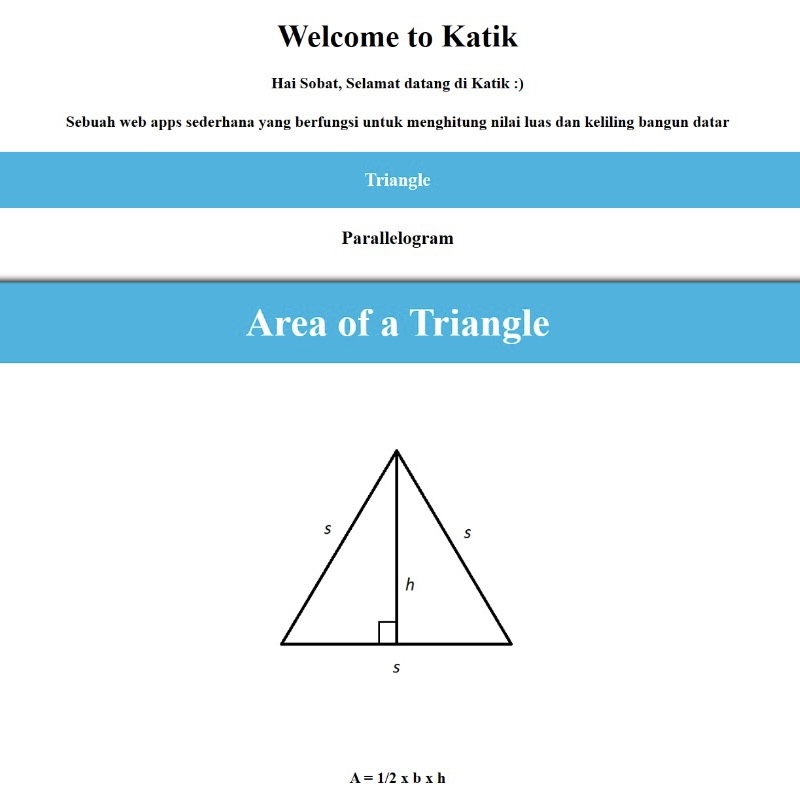 Welcome to Katik
Hai Sobat, Selamat datang di Katik :)
Sebuah web apps sederhana yang berfungsi untuk menghitung nilai luas dan keliling bangun datar
Triangle
Parallelogram
Area of a Triangle
s
s
h
s
A = 1/2 x b x h